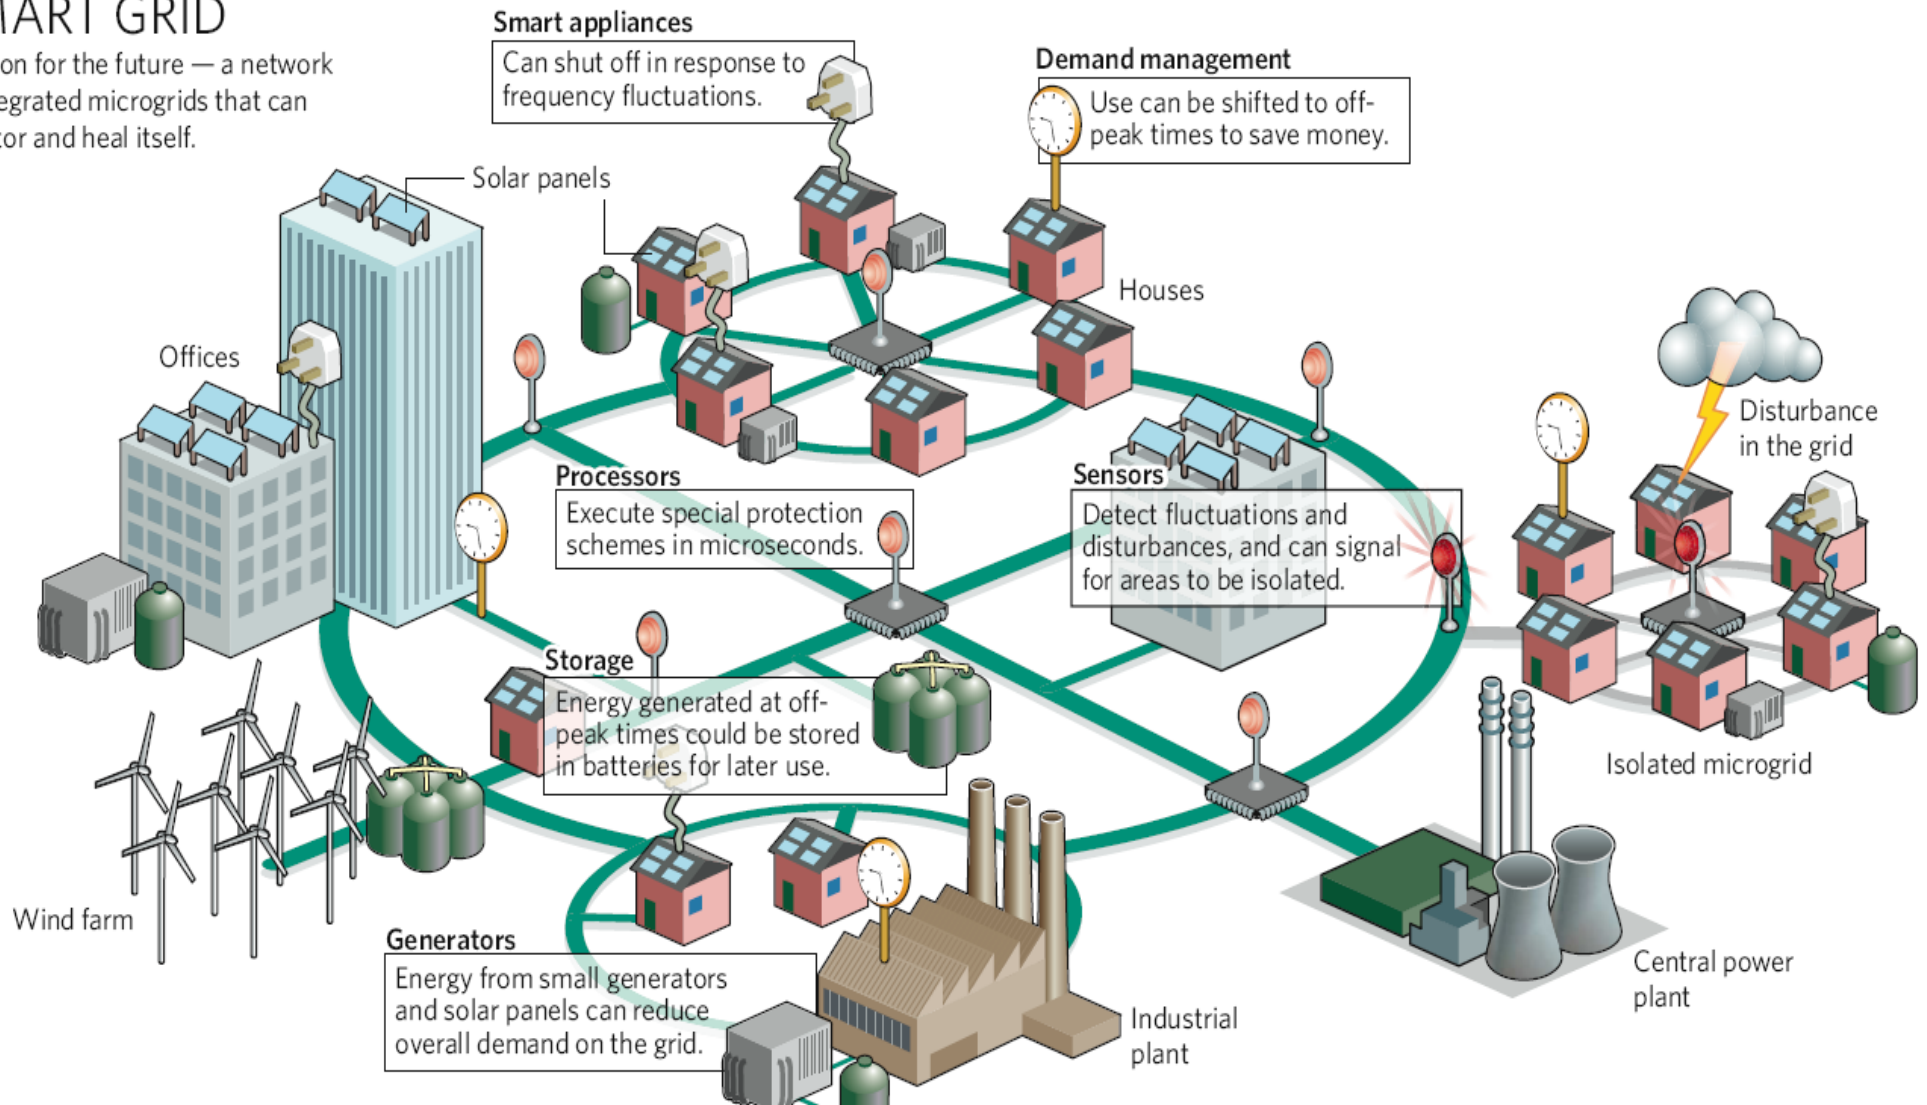 MART GRID
on for the future — a network
egrated microgrids that can
tor and heal itself.
Smart appliances
Can shut off in response to
frequency fluctuations.
Demand management
Use can be shifted to off-
peak times to save money.
Solar panels
Houses
Offices
Disturbance
in the grid
Processors
Execute special protection
schemes in microseconds.
Sensors
Detect fluctuations and
disturbances, and can signal
for areas to be isolated.
Storage
Energy generated at off-
peak times could be stored
in batteries for later use.
Isolated microgrid
Wind farm
Generators
Energy from small generators
and solar panels can reduce
overall demand on the grid.
Industrial
plant
Central power
plant